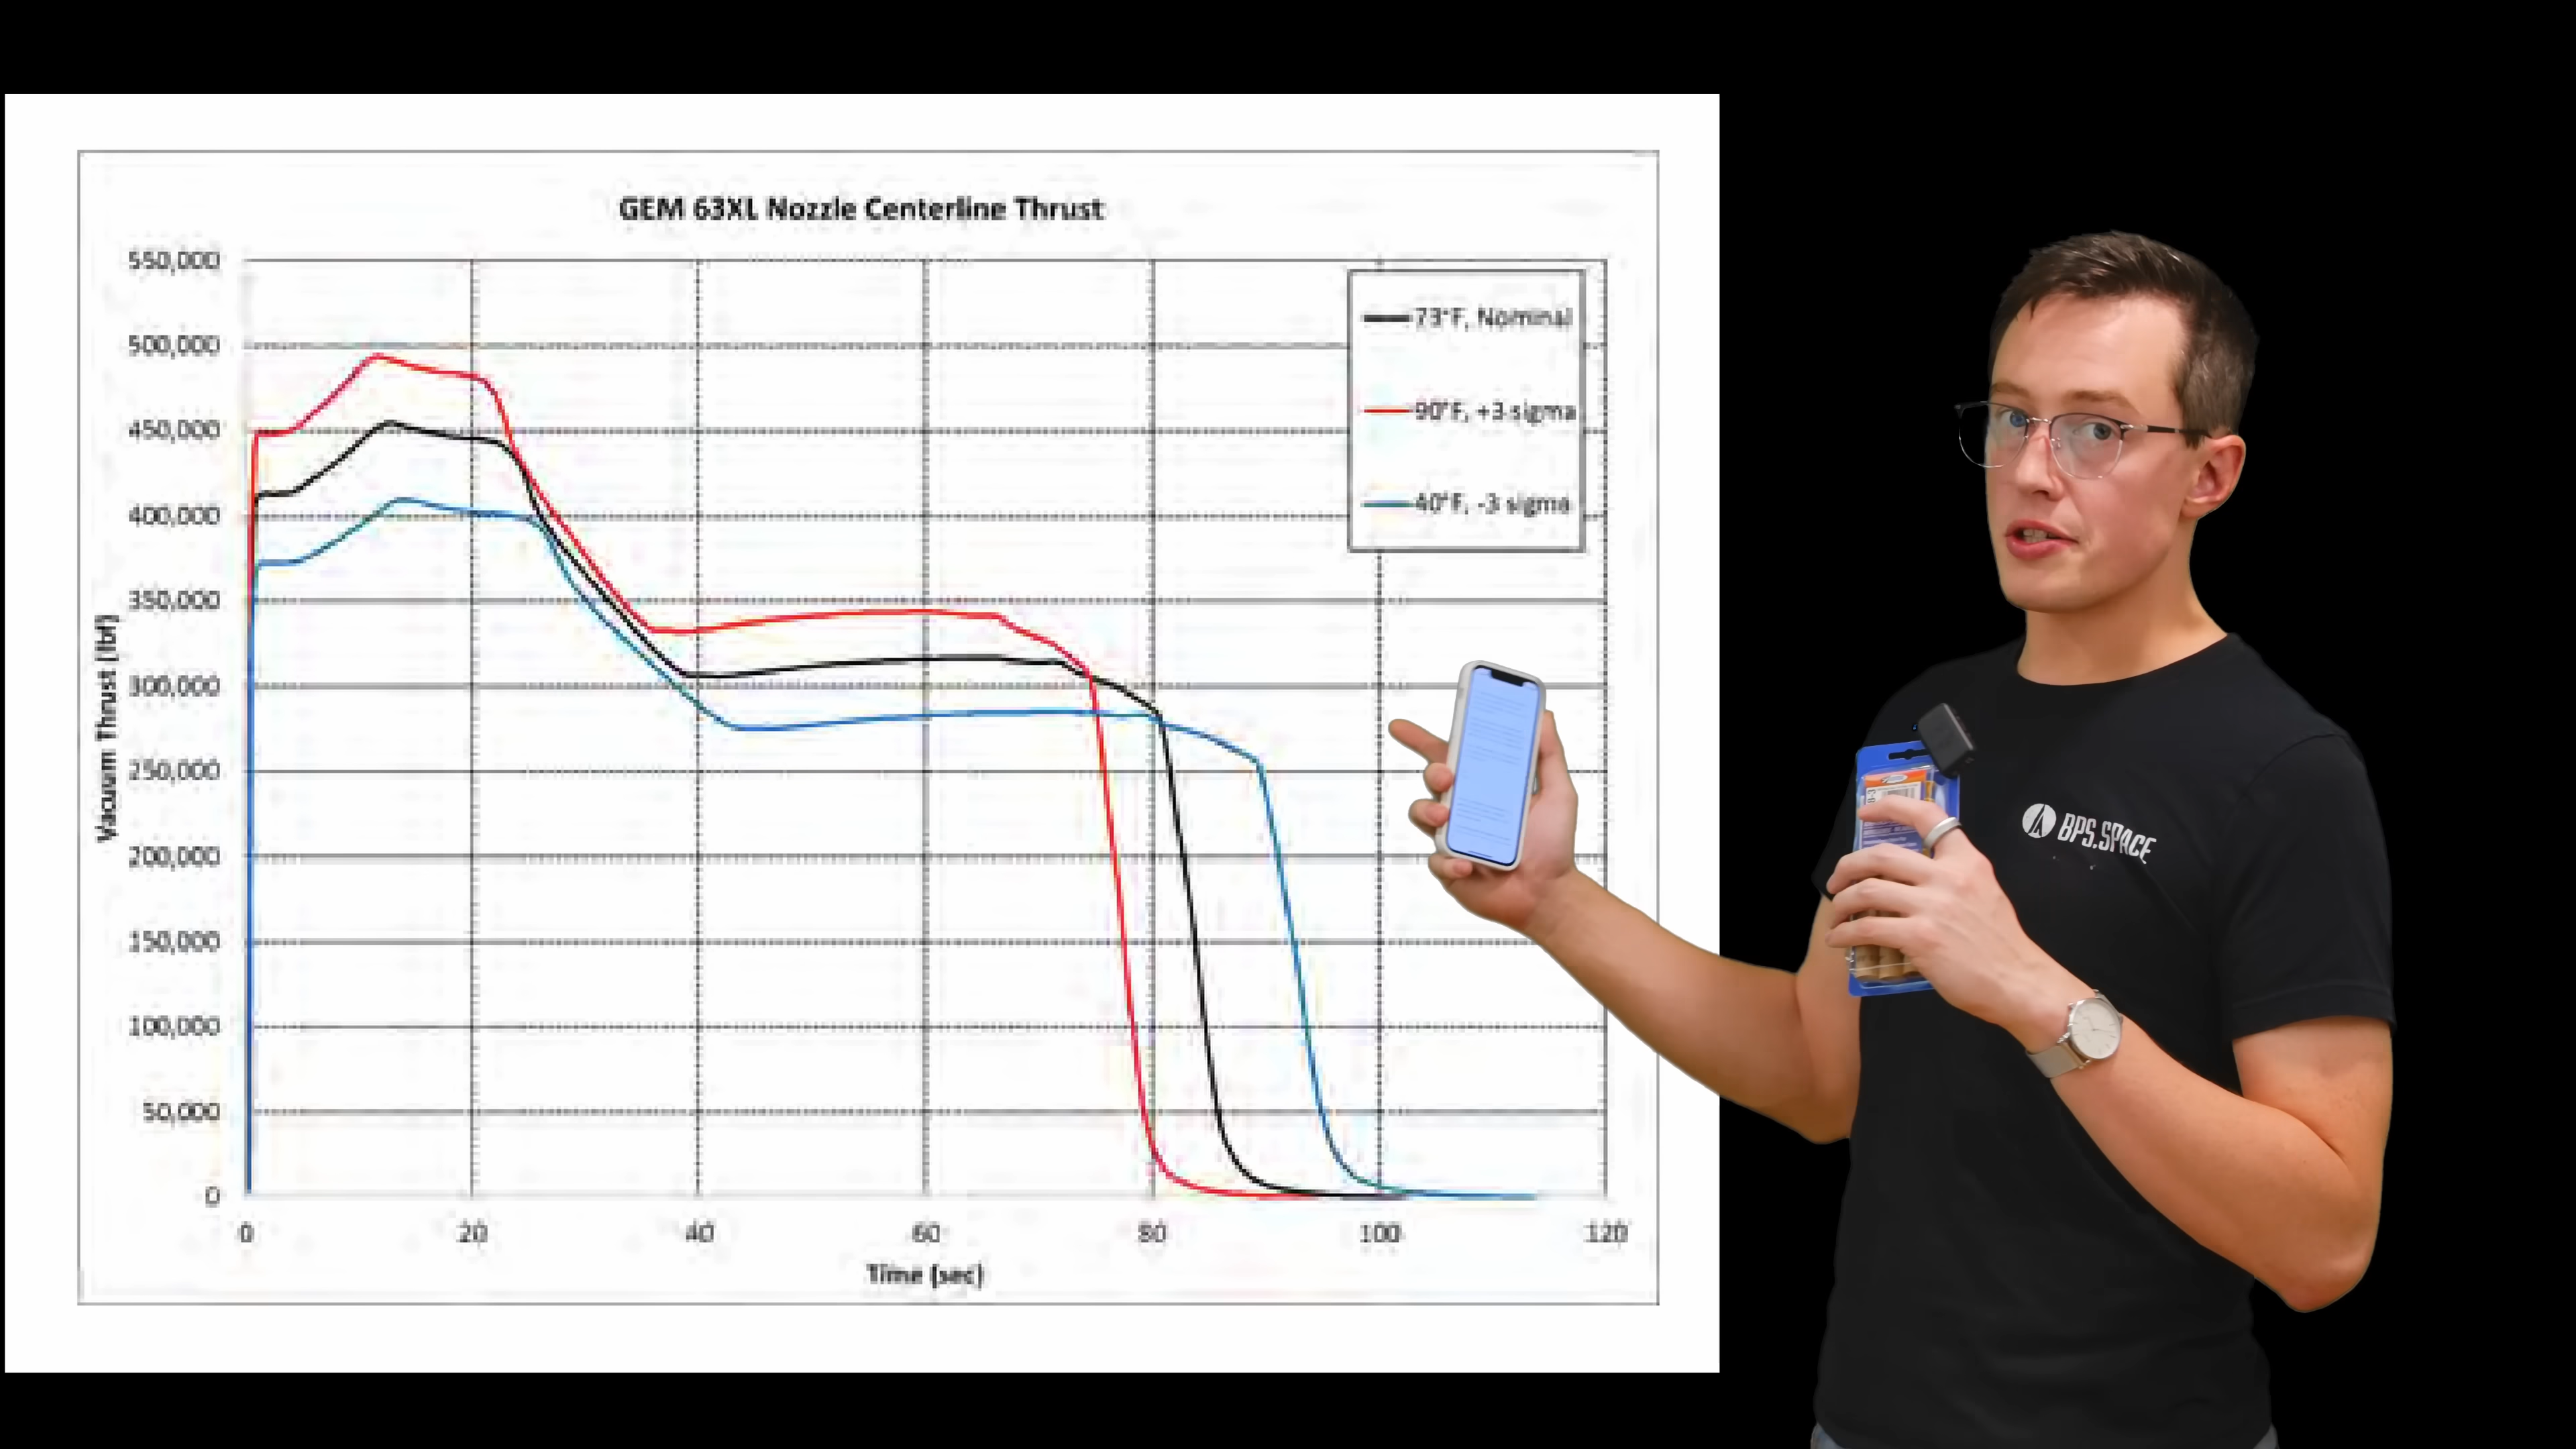 GEM 63XL Nozzle Centerline Thrust
550,000
500,000
450,000
400,000
350,000
300,000
250,000
200,000
150,000
100,000
50,000
0
Vacuum Thrust (lbf)
0 20 40 60 80 100 120
Time (sec)
73°F, Nominal
90°F, +3 sigma
40°F, -3 sigma
BPS.SPACE